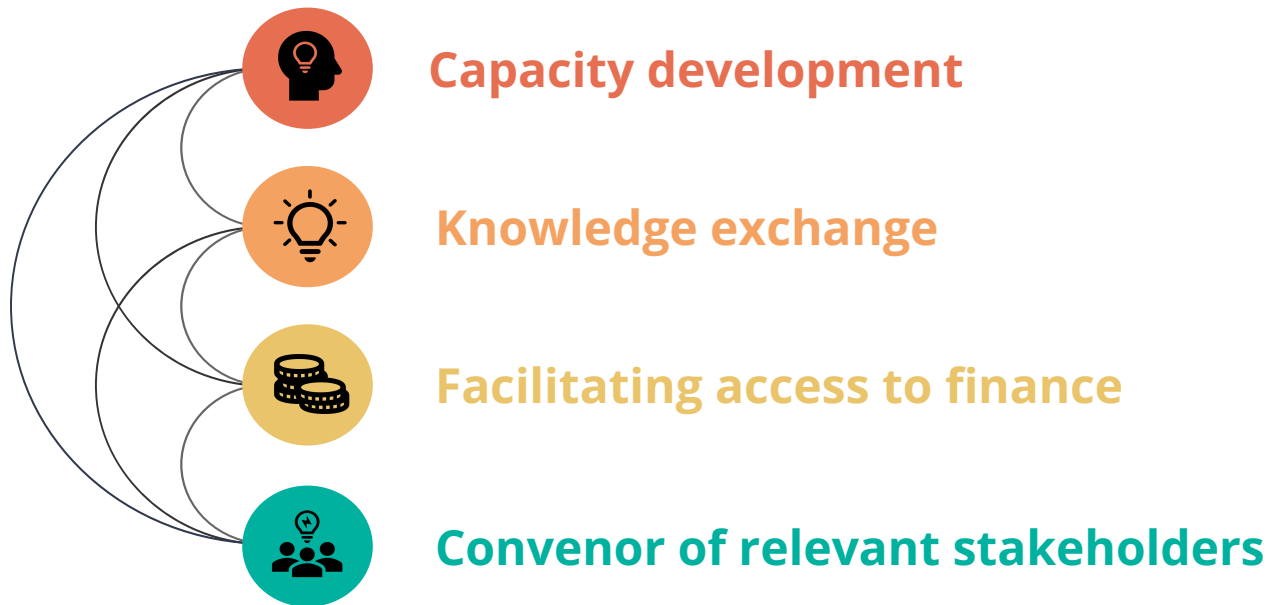 Capacity development
Knowledge exchange
Facilitating access to finance
Convenor of relevant stakeholders